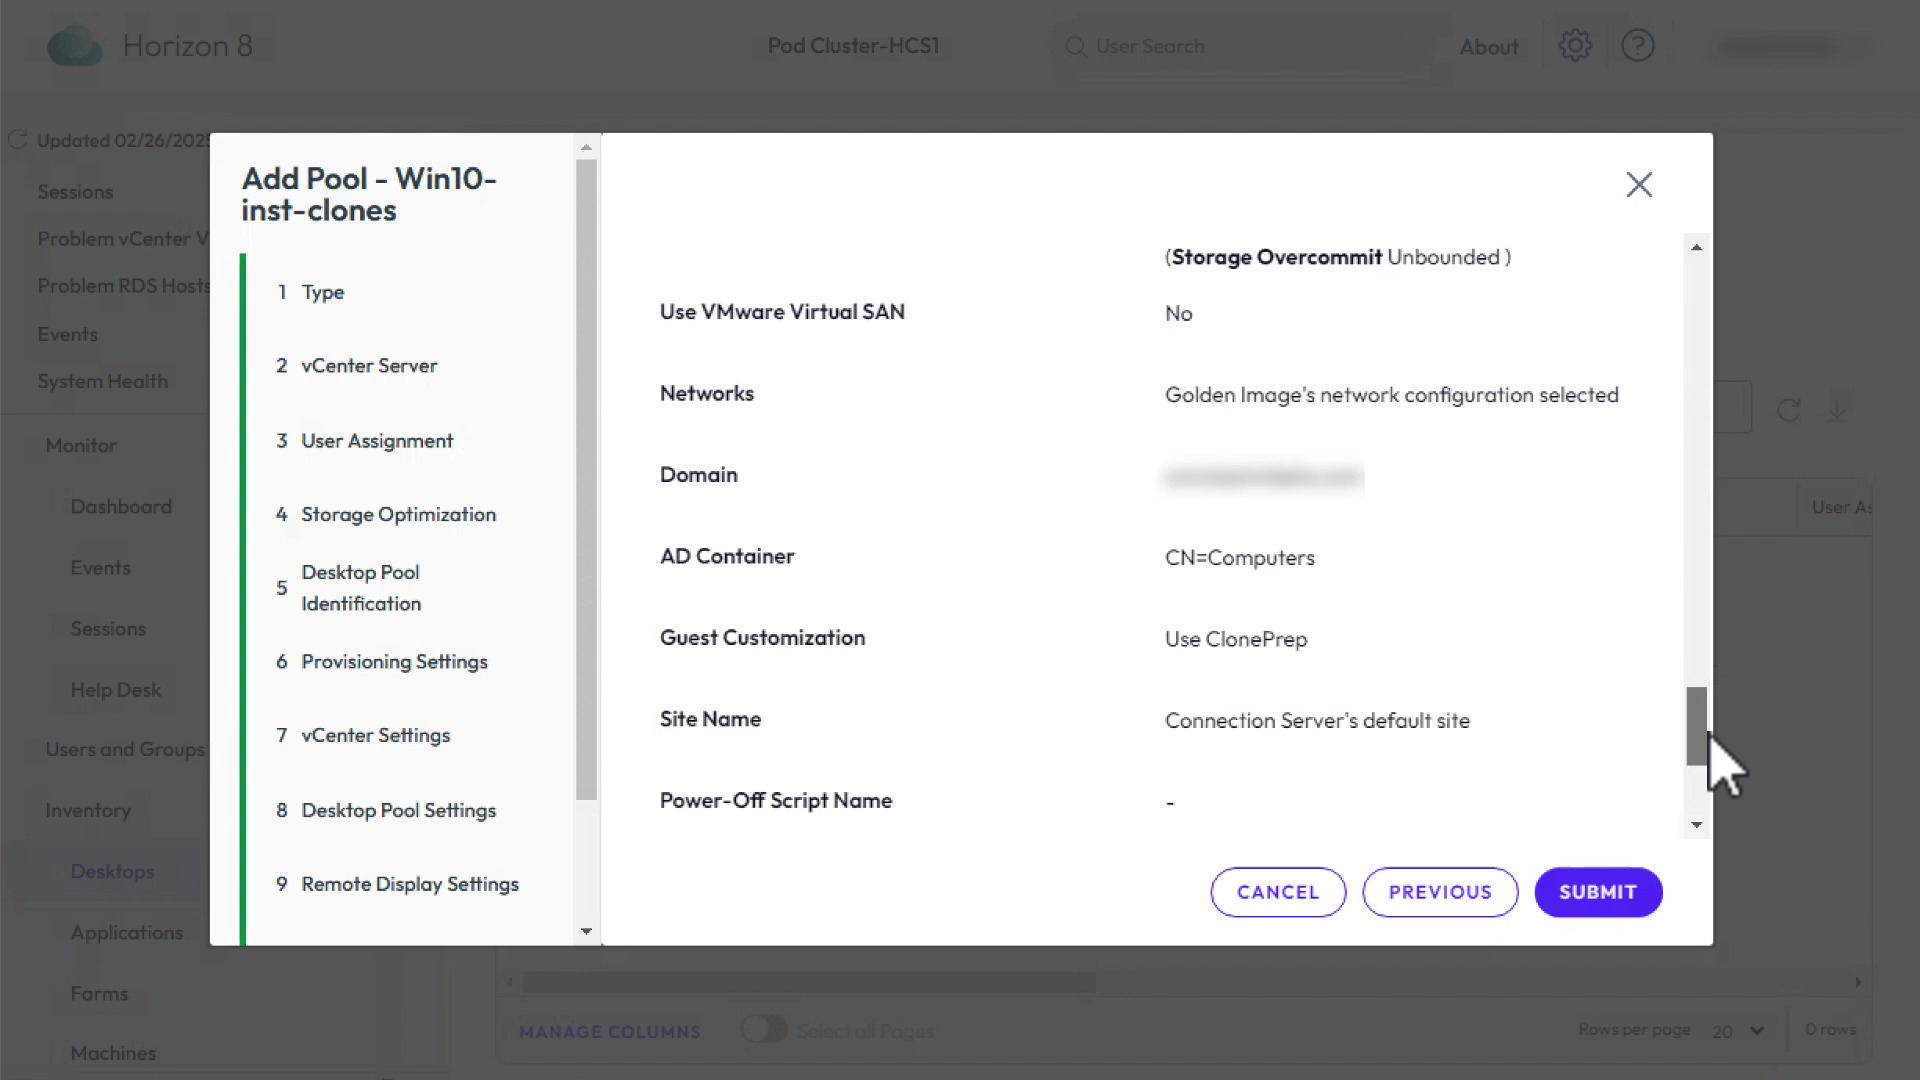 Horizon 8
Pod Cluster-HCS1
User Search
About
Updated 02/26/2025
Sessions
Problem vCenter V
Problem RDS Hosts
Events
System Health
Monitor
Dashboard
Events
Sessions
Help Desk
Users and Groups
Inventory
Desktops
Applications
Farms
Machines
Add Pool - Win10-
inst-clones
1 Type
2 vCenter Server
3 User Assignment
4 Storage Optimization
5 Desktop Pool
Identification
6 Provisioning Settings
7 vCenter Settings
8 Desktop Pool Settings
9 Remote Display Settings
(Storage Overcommit Unbounded )
Use VMware Virtual SAN No
Networks Golden Image's network configuration selected
Domain
AD Container CN=Computers
Guest Customization Use ClonePrep
Site Name Connection Server's default site
Power-Off Script Name -
CANCEL PREVIOUS SUBMIT
User As
MANAGE COLUMNS Select all Pages Rows per page 20 0 rows